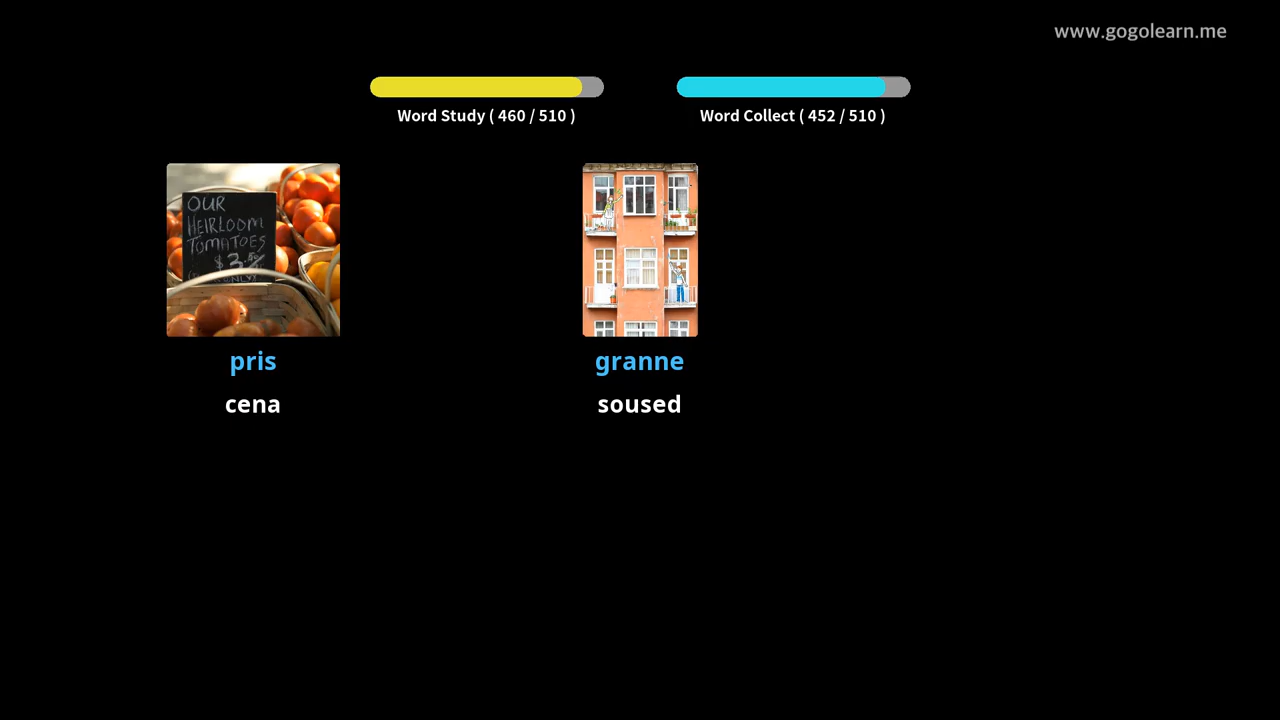 www.gogolearn.me
Word Study ( 460 / 510 )
Word Collect ( 452 / 510 )
OUR
HEIRLOOM
TOMATOES
pris
cena
granne
soused